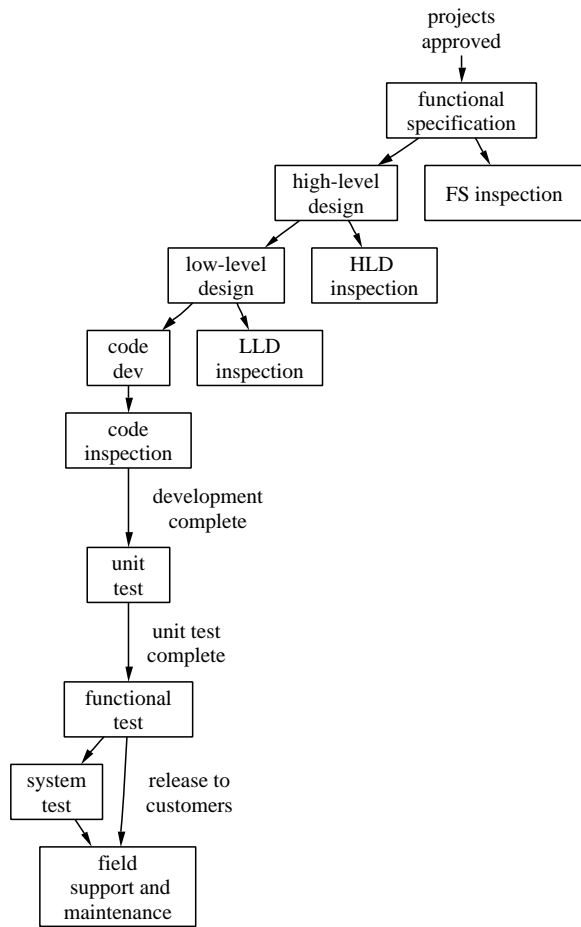 projects
approved
functional
specification
high-level
design
FS inspection
low-level
design
HLD
inspection
code
dev
LLD
inspection
code
inspection
development
complete
unit
test
unit test
complete
functional
test
system
test
release to
customers
field
support and
maintenance